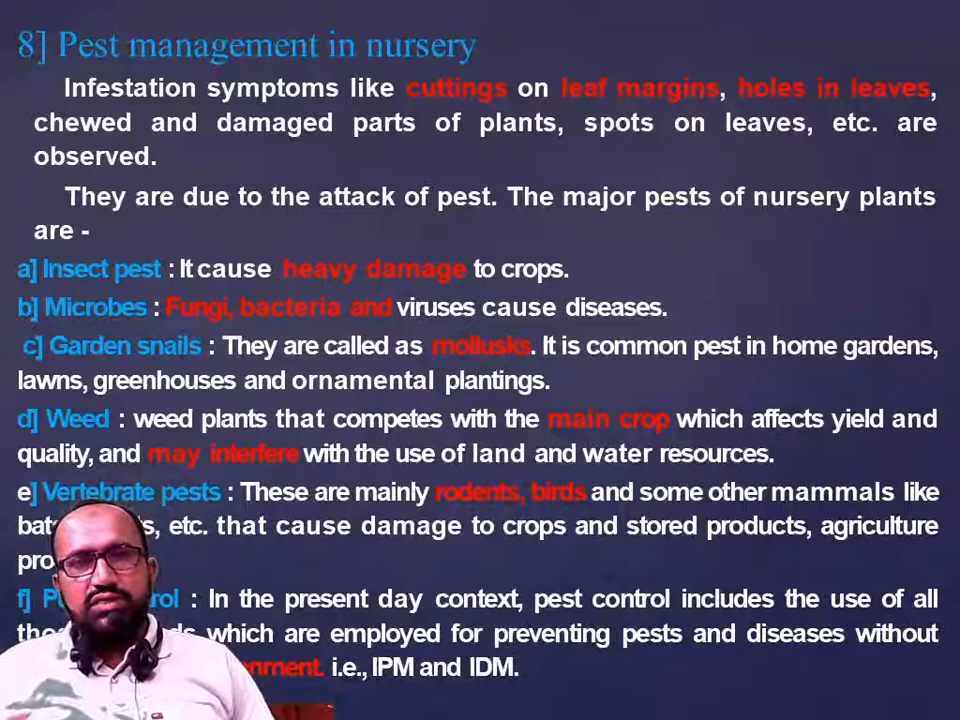 8] Pest management in nursery
Infestation symptoms like cuttings on leaf margins, holes in leaves,
chewed and damaged parts of plants, spots on leaves, etc. are
observed.
They are due to the attack of pest. The major pests of nursery plants
are -
a] Insect pest : It cause heavy damage to crops.
b] Microbes : Fungi, bacteria and viruses cause diseases.
c] Garden snails : They are called as mollusks. It is common pest in home gardens,
lawns, greenhouses and ornamental plantings.
d] Weed : weed plants that competes with the main crop which affects yield and
quality, and may interfere with the use of land and water resources.
e] Vertebrate pests : These are mainly rodents, birds and some other mammals like
etc. that cause damage to crops and stored products, agriculture
f] : In the present day context, pest control includes the use of all
which are employed for preventing pests and diseases without
i.e., IPM and IDM.